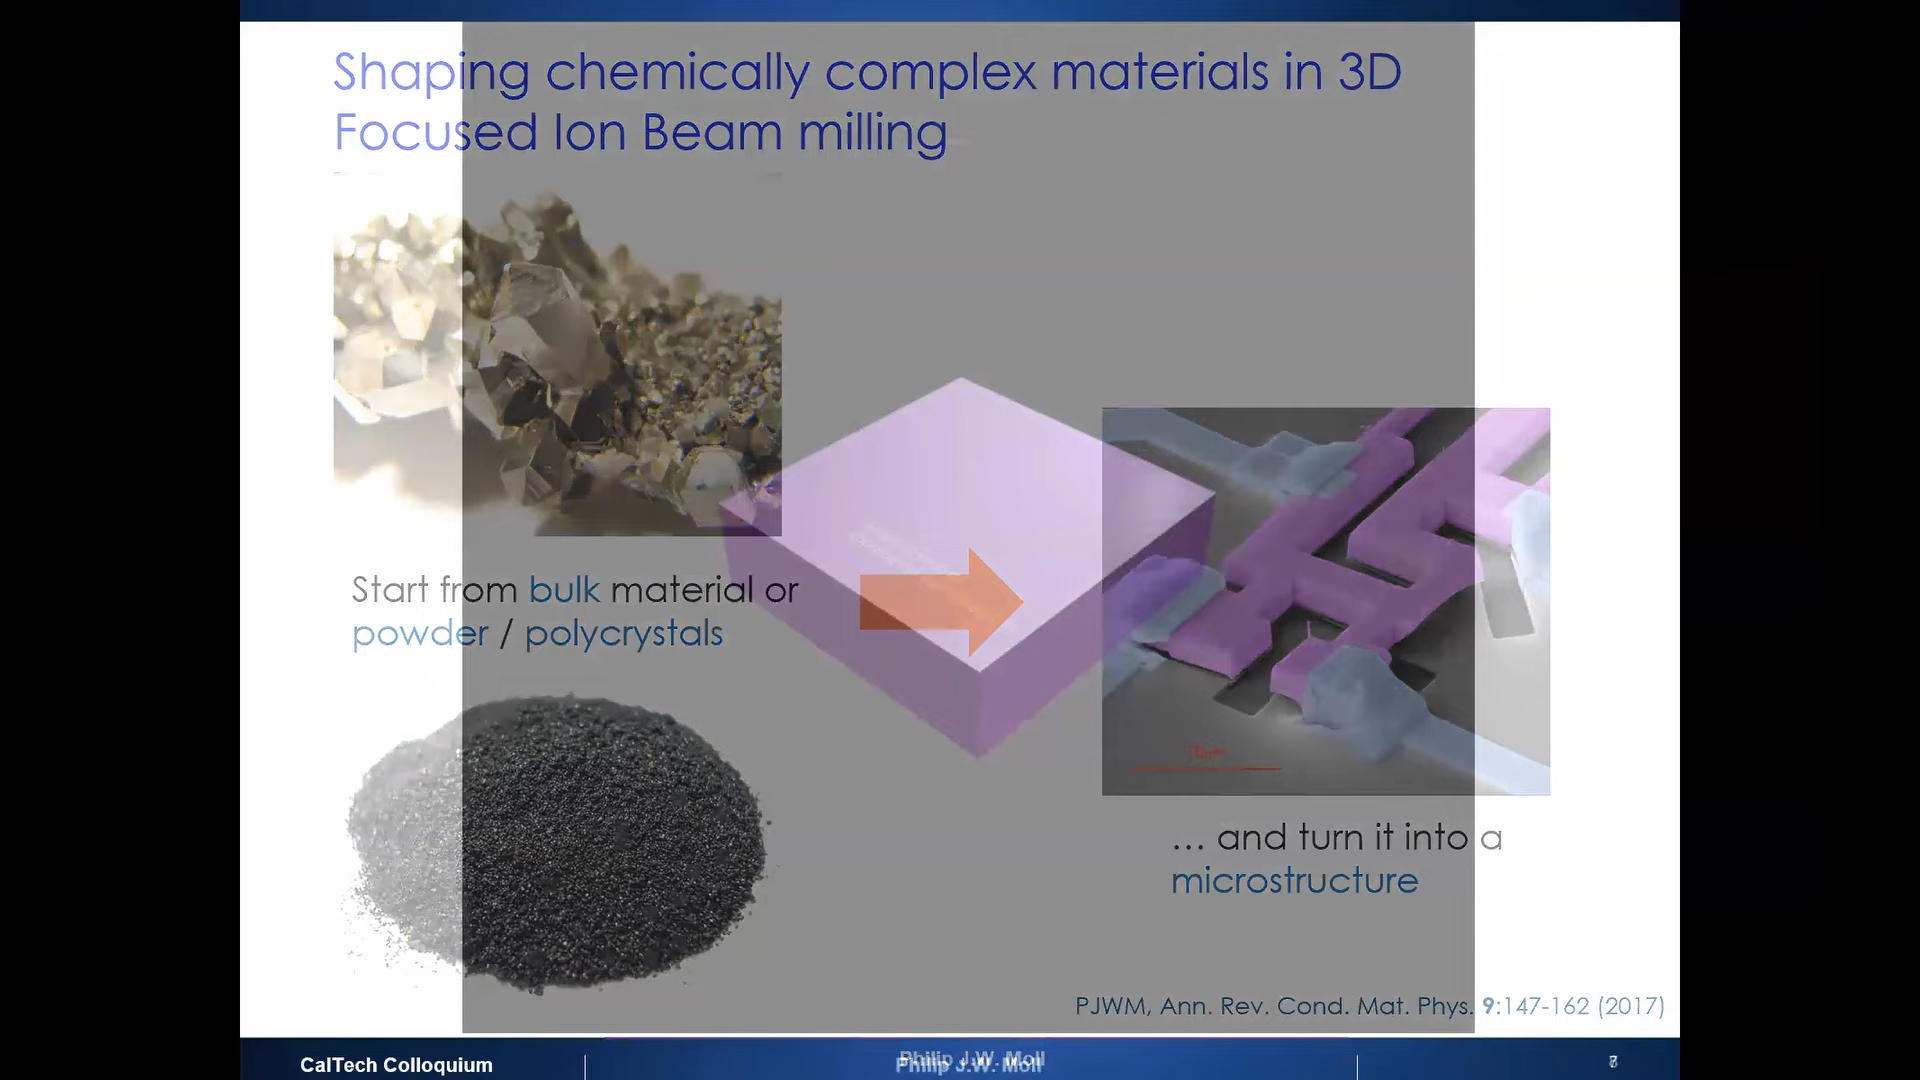 Shaping chemically complex materials in 3D
Focused Ion Beam milling
Start from bulk material or
powder / polycrystals
… and turn it into a
microstructure
PJWM, Ann. Rev. Cond. Mat. Phys. 9:147-162 (2017)
CalTech Colloquium
Philip J.W. Moll